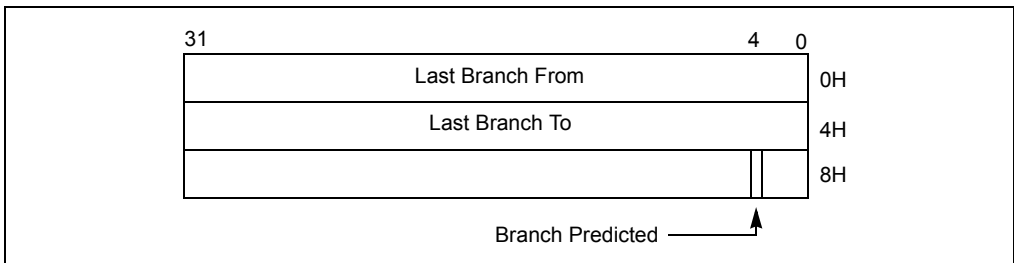 31 4 0
Last Branch From 0H
Last Branch To 4H
8H
Branch Predicted